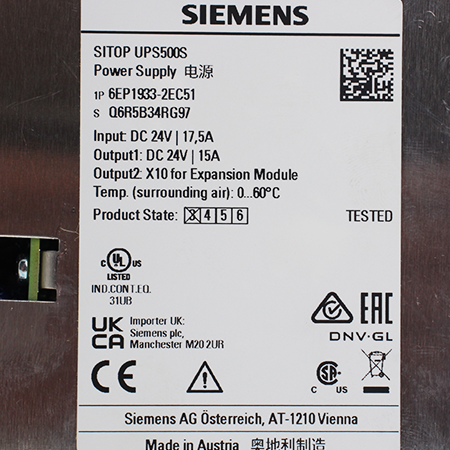 SIEMENS
SITOP UPS500S
Power Supply 电源
1P 6EP1933-2EC51
S Q6R5B34RG97
Input: DC 24V | 17,5A
Output1: DC 24V | 15A
Output2: X10 for Expansion Module
Temp. (surrounding air): 0...60°C
Product State: 3 4 5 6 TESTED
C UL US
LISTED
IND.CONT.EQ.
31UB
EAC
DNV·GL
UK CA
Importer UK:
Siemens plc,
Manchester M20 2UR
CE
C SA US
Siemens AG Österreich, AT-1210 Vienna
Made in Austria 奥地利制造